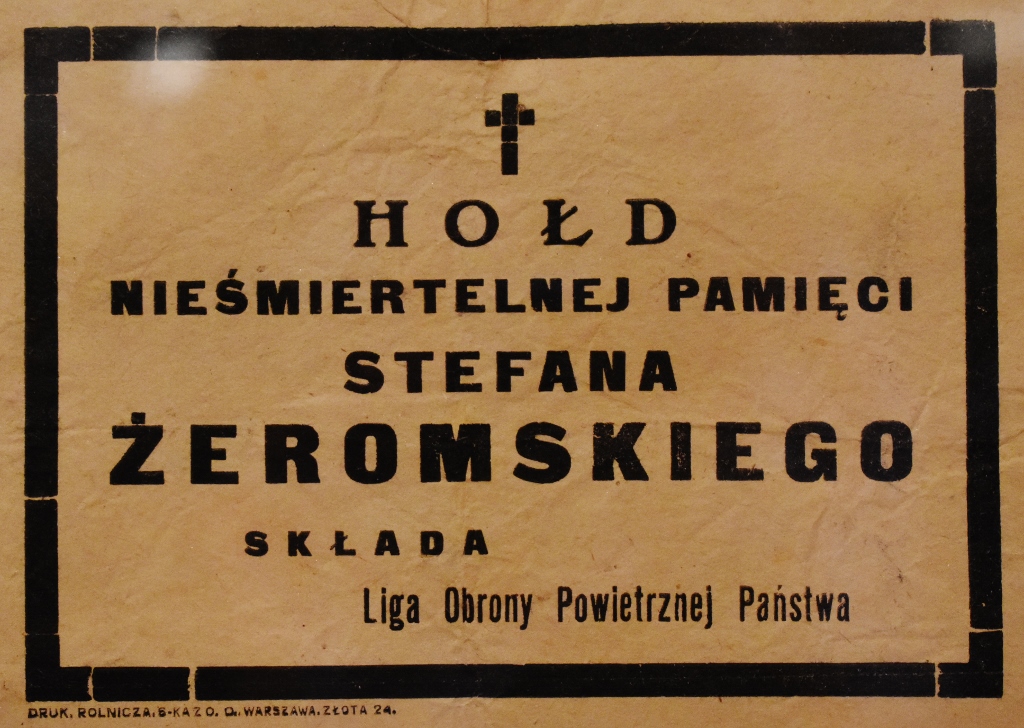 HOŁD
NIEŚMIERTELNEJ PAMIĘCI
STEFANA
ŻEROMSKIEGO
SKŁADA
Liga Obrony Powietrznej Państwa
DRUK. ROLNICZA. S-KA Z O. O., WARSZAWA. ZŁOTA 24.